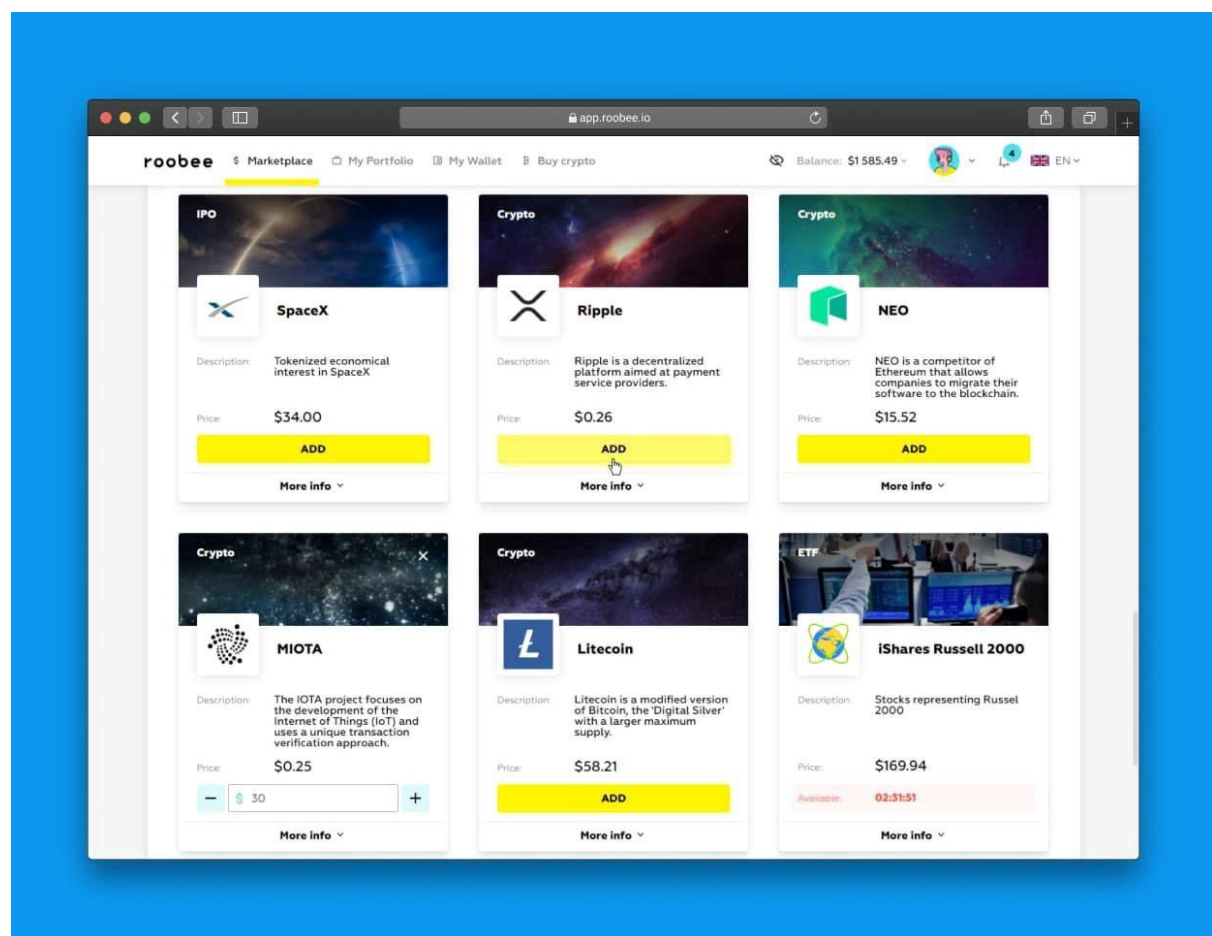 app.roobee.io
roobee $ Marketplace My Portfolio My Wallet Buy crypto Balance: $1 585.49 4 EN
IPO
SpaceX
Description: Tokenized economical
interest in SpaceX
Price: $34.00
ADD
More info
Crypto
Ripple
Description: Ripple is a decentralized
platform aimed at payment
service providers.
Price: $0.26
ADD
More info
Crypto
NEO
Description: NEO is a competitor of
Ethereum that allows
companies to migrate their
software to the blockchain.
Price: $15.52
ADD
More info
Crypto
MIOTA
Description: The IOTA project focuses on
the development of the
Internet of Things (IoT) and
uses a unique transaction
verification approach.
Price: $0.25
− $ 30 +
More info
Crypto
Litecoin
Description: Litecoin is a modified version
of Bitcoin, the 'Digital Silver'
with a larger maximum
supply.
Price: $58.21
ADD
More info
ETF
iShares Russell 2000
Description: Stocks representing Russel
2000
Price: $169.94
Available: 02:31:51
More info